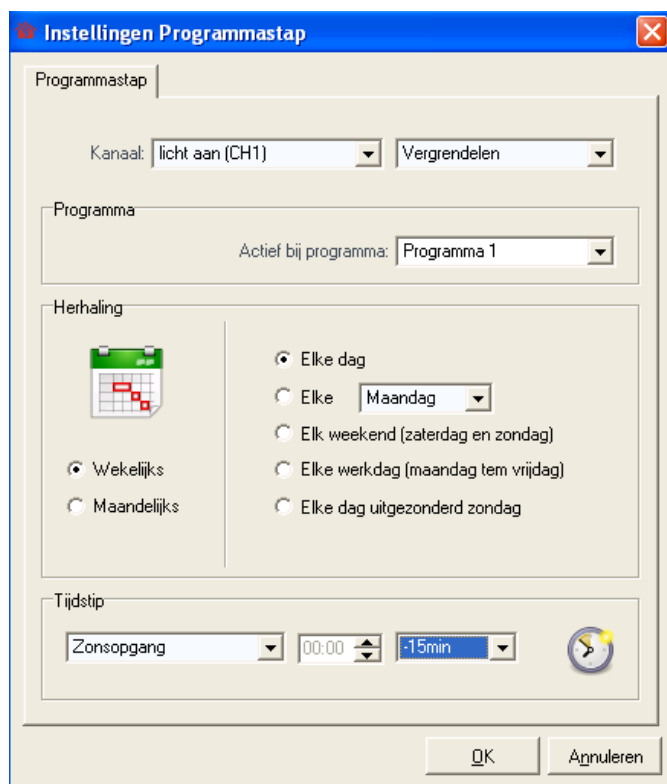 Instellingen Programmastap
Programmastap
Kanaal: licht aan (CH1) Vergrendelen
Programma
Actief bij programma: Programma 1
Herhaling
Elke dag
Elke Maandag
Elk weekend (zaterdag en zondag)
Wekelijks Elke werkdag (maandag tem vrijdag)
Maandelijks Elke dag uitgezonderd zondag
Tijdstip
Zonsopgang 00:00 -15min
OK Annuleren